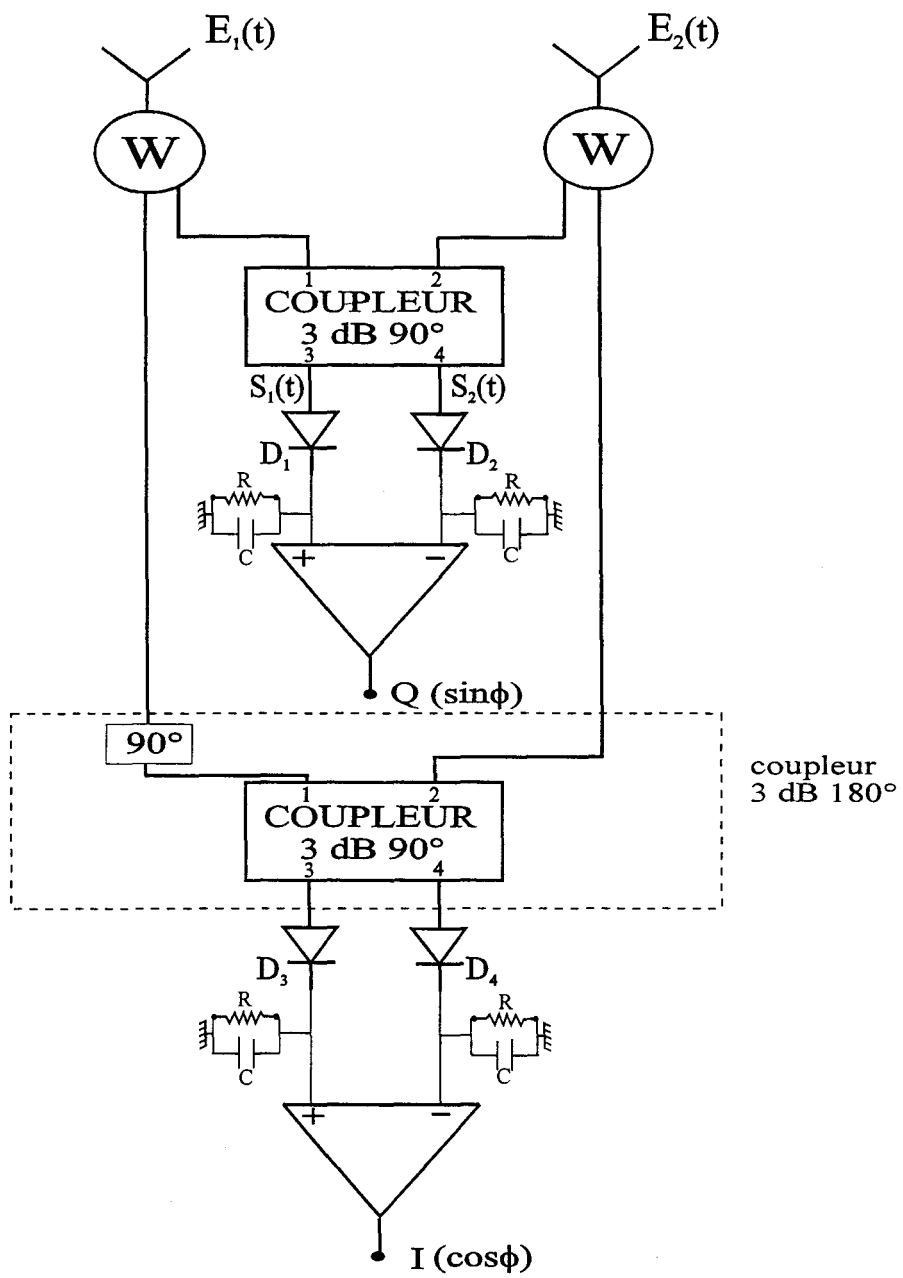 E₁(t)
E₂(t)
W
W
1 2
COUPLEUR
3 dB 90°
3 4
S₁(t)
S₂(t)
D₁
D₂
R
R
C
C
+ −
Q (sinϕ)
90°
1 2
COUPLEUR
3 dB 90°
3 4
coupleur
3 dB 180°
D₃
D₄
R
R
C
C
+ −
I (cosϕ)